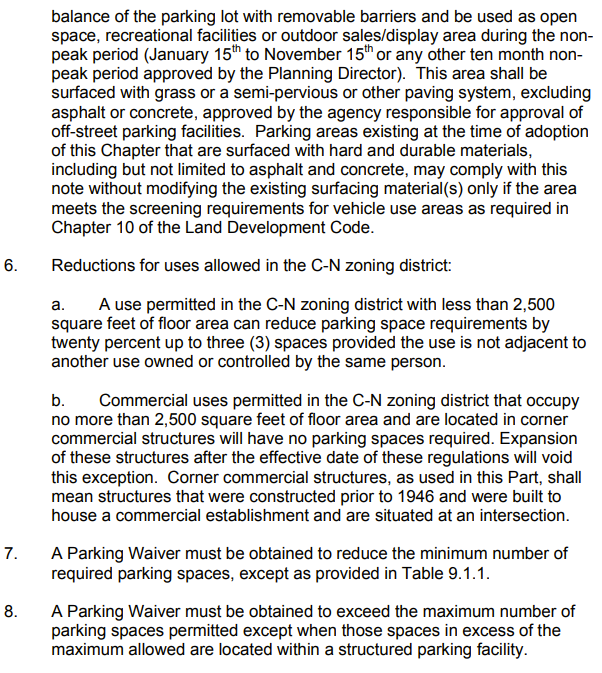 balance of the parking lot with removable barriers and be used as open
space, recreational facilities or outdoor sales/display area during the non-
peak period (January 15th to November 15th or any other ten month non-
peak period approved by the Planning Director).  This area shall be
surfaced with grass or a semi-pervious or other paving system, excluding
asphalt or concrete, approved by the agency responsible for approval of
off-street parking facilities.  Parking areas existing at the time of adoption
of this Chapter that are surfaced with hard and durable materials,
including but not limited to asphalt and concrete, may comply with this
note without modifying the existing surfacing material(s) only if the area
meets the screening requirements for vehicle use areas as required in
Chapter 10 of the Land Development Code.
6. Reductions for uses allowed in the C-N zoning district:
a. A use permitted in the C-N zoning district with less than 2,500
square feet of floor area can reduce parking space requirements by
twenty percent up to three (3) spaces provided the use is not adjacent to
another use owned or controlled by the same person.
b. Commercial uses permitted in the C-N zoning district that occupy
no more than 2,500 square feet of floor area and are located in corner
commercial structures will have no parking spaces required. Expansion
of these structures after the effective date of these regulations will void
this exception.  Corner commercial structures, as used in this Part, shall
mean structures that were constructed prior to 1946 and were built to
house a commercial establishment and are situated at an intersection.
7. A Parking Waiver must be obtained to reduce the minimum number of
required parking spaces, except as provided in Table 9.1.1.
8. A Parking Waiver must be obtained to exceed the maximum number of
parking spaces permitted except when those spaces in excess of the
maximum allowed are located within a structured parking facility.